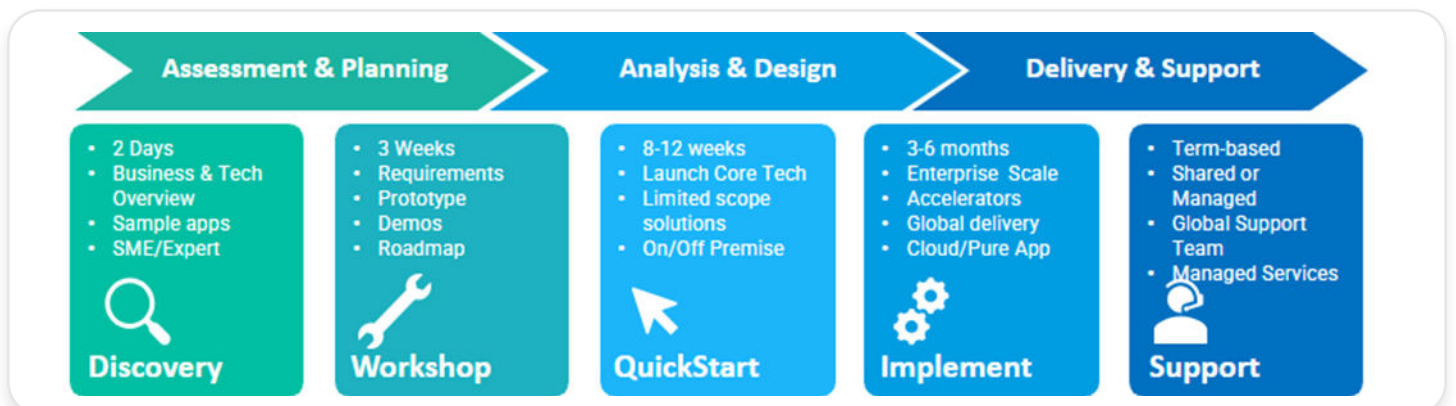 Assessment & Planning
Analysis & Design
Delivery & Support
• 2 Days
• Business & Tech
Overview
• Sample apps
• SME/Expert
Discovery
• 3 Weeks
• Requirements
• Prototype
• Demos
• Roadmap
Workshop
• 8-12 weeks
• Launch Core Tech
• Limited scope
solutions
• On/Off Premise
QuickStart
• 3-6 months
• Enterprise Scale
• Accelerators
• Global delivery
• Cloud/Pure App
Implement
• Term-based
• Shared or
Managed
• Global Support
Team
• Managed Services
Support